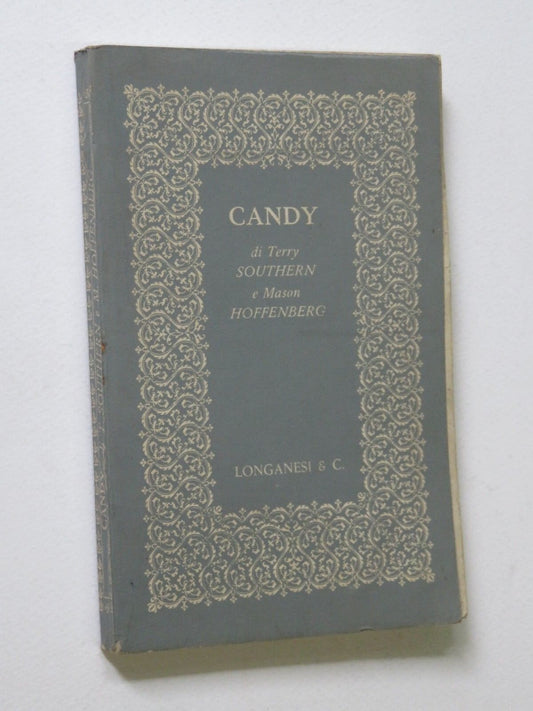 CANDY
di Terry
SOUTHERN
e Mason
HOFFENBERG
LONGANESI & C.